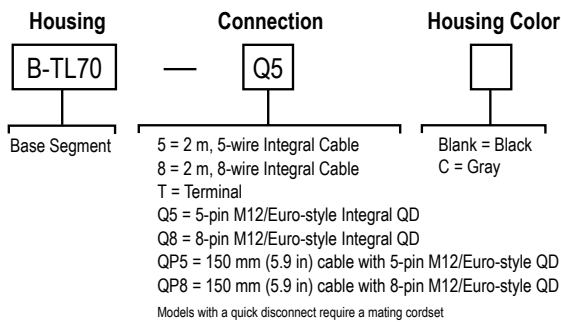 Housing Connection Housing Color
B-TL70 — Q5
Base Segment
5 = 2 m, 5-wire Integral Cable
8 = 2 m, 8-wire Integral Cable
T = Terminal
Q5 = 5-pin M12/Euro-style Integral QD
Q8 = 8-pin M12/Euro-style Integral QD
QP5 = 150 mm (5.9 in) cable with 5-pin M12/Euro-style QD
QP8 = 150 mm (5.9 in) cable with 8-pin M12/Euro-style QD
Models with a quick disconnect require a mating cordset
Blank = Black
C = Gray